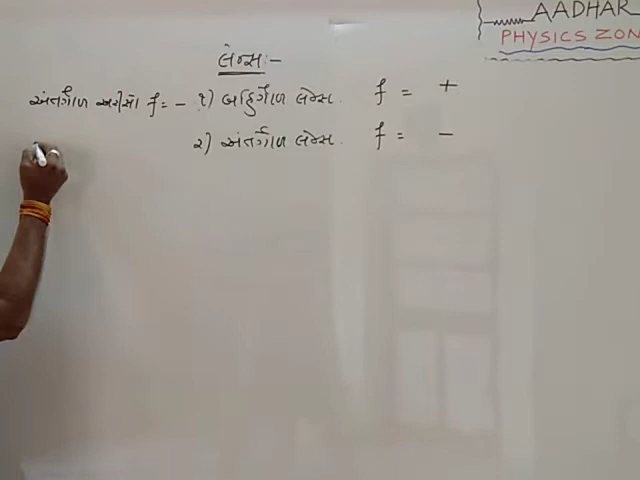 AADHAR
PHYSICS ZON
લેન્સ:-
અંતર્ગોળ અરીસો f = - ૧) બહિર્ગોળ લેન્સ. f = +
૨) અંતર્ગોળ લેન્સ. f = -